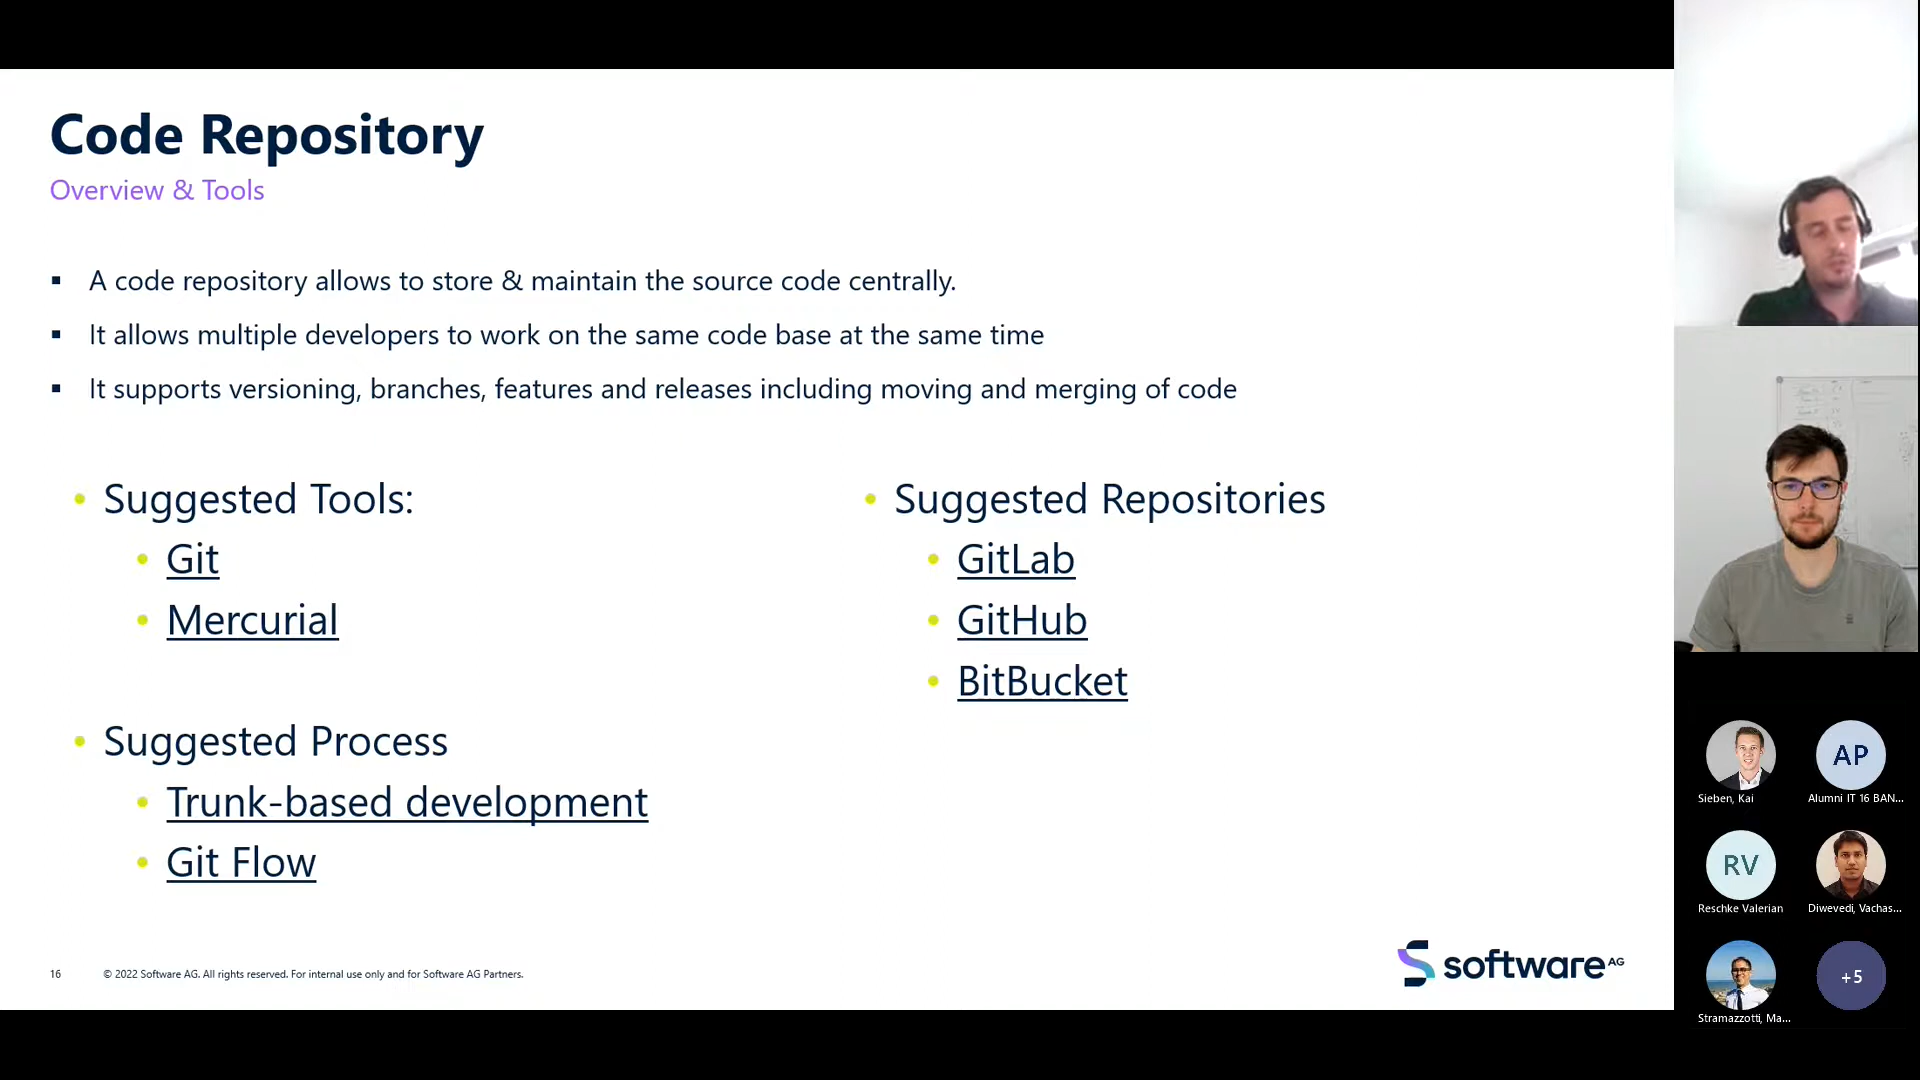 Code Repository
Overview & Tools
▪ A code repository allows to store & maintain the source code centrally.
▪ It allows multiple developers to work on the same code base at the same time
▪ It supports versioning, branches, features and releases including moving and merging of code
• Suggested Tools:
• Git
• Mercurial
• Suggested Process
• Trunk-based development
• Git Flow
• Suggested Repositories
• GitLab
• GitHub
• BitBucket
16 © 2022 Software AG. All rights reserved. For internal use only and for Software AG Partners.
software AG
Sieben, Kai
AP
Alumni IT 16 BAN...
RV
Reschke Valerian
Diwevedi, Vachas...
Stramazzotti, Ma...
+5